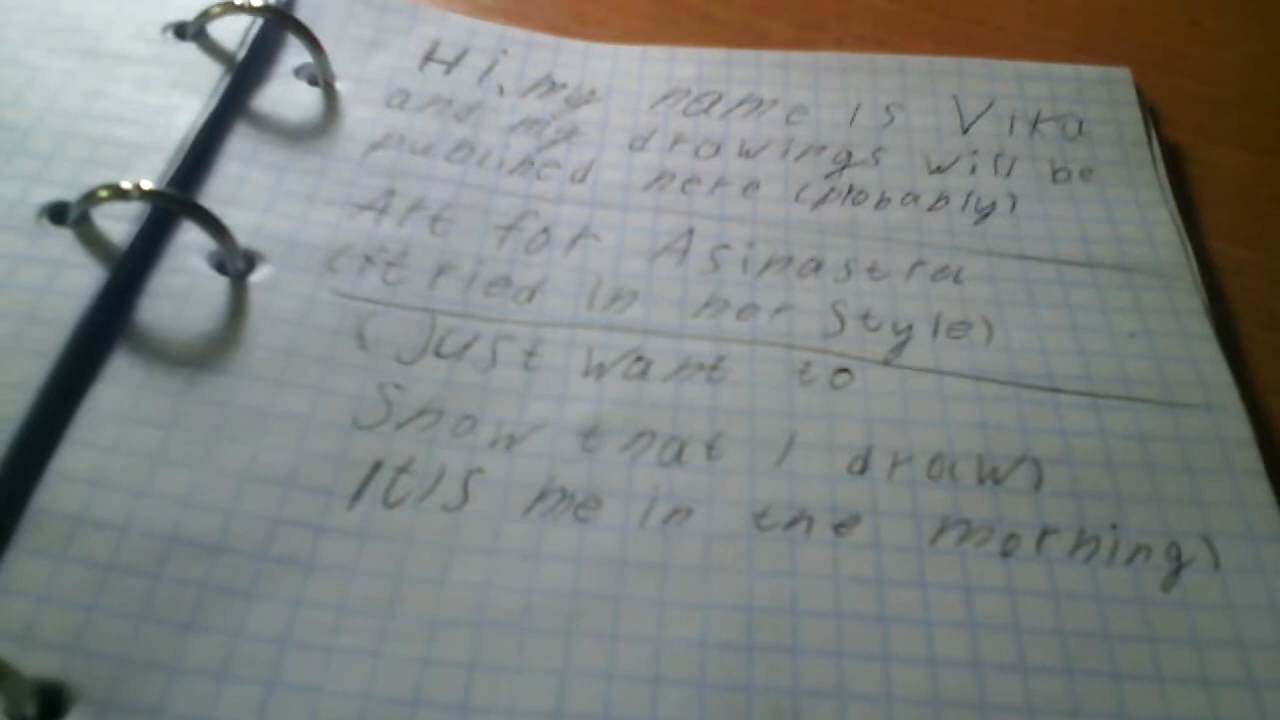 Hi, my name is Vika
and my drawings will be
published here (probably)
Art for Asinastra
(I tried in her style)
(Just want to
Show that I draw)
It is me in the morning)